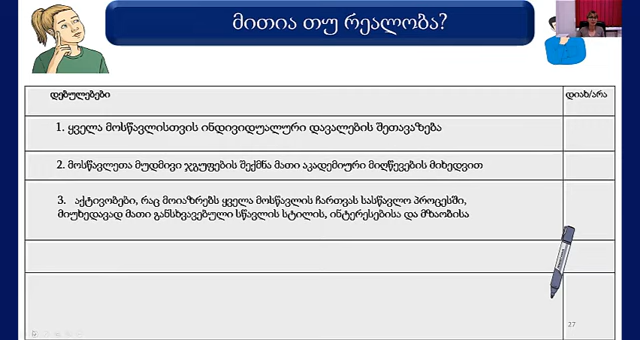 მითია თუ რეალობა?
დებულებები
დიახ/არა
1. ყველა მოსწავლისთვის ინდივიდუალური დავალების შეთავაზება
2. მოსწავლეთა მუდმივი ჯგუფების შექმნა მათი აკადემიური მიღწევების მიხედვით
3. აქტივობები, რაც მოიაზრებს ყველა მოსწავლის ჩართვას სასწავლო პროცესში,
მიუხედავად მათი განსხვავებული სწავლის სტილის, ინტერესებისა და მზაობისა
27